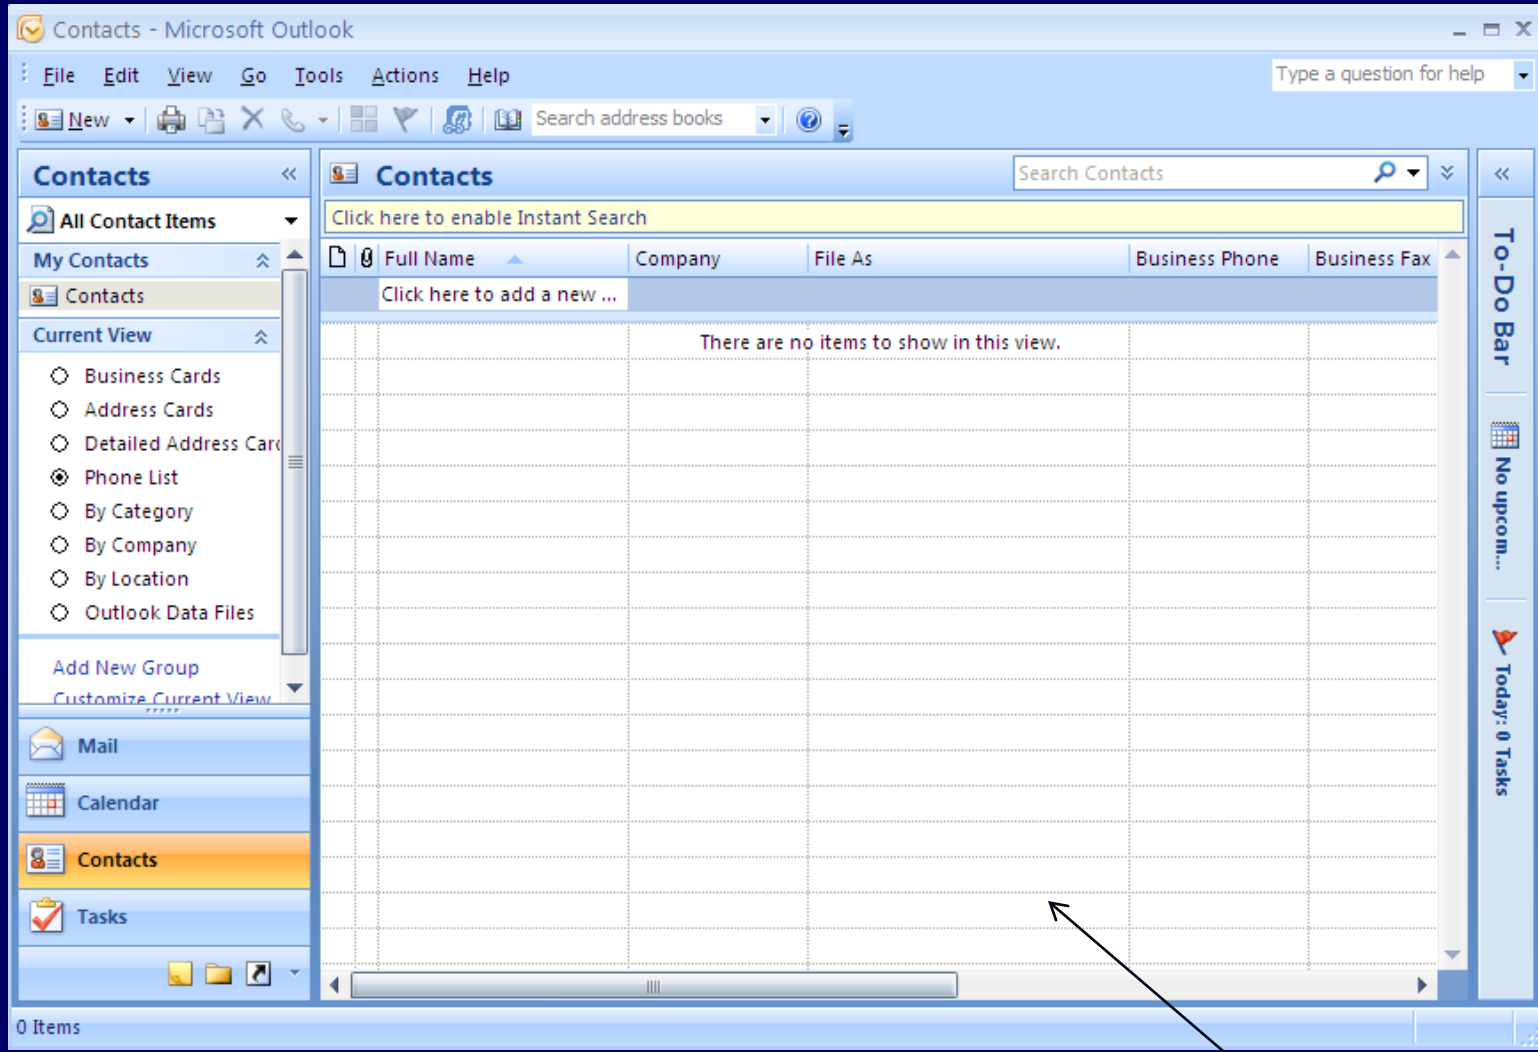 Contacts - Microsoft Outlook
File Edit View Go Tools Actions Help
Type a question for help
New
Search address books
Contacts
All Contact Items
My Contacts
Contacts
Current View
Business Cards
Address Cards
Detailed Address Card
Phone List
By Category
By Company
By Location
Outlook Data Files
Add New Group
Customize Current View
Mail
Calendar
Contacts
Tasks
Contacts
Search Contacts
Click here to enable Instant Search
Full Name Company File As Business Phone Business Fax
Click here to add a new ...
There are no items to show in this view.
To-Do Bar
No upcom...
Today: 0 Tasks
0 Items